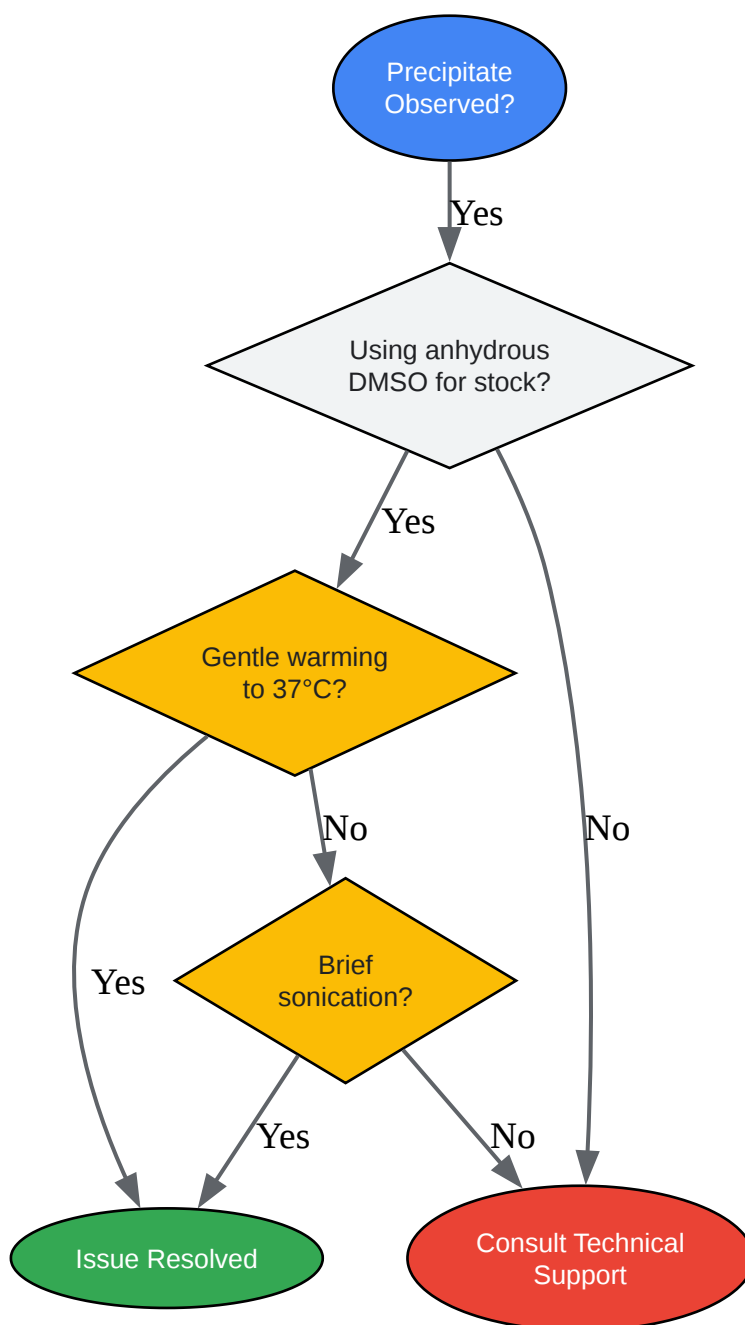 Precipitate
Observed?
Yes
Using anhydrous
DMSO for stock?
Yes
Gentle warming
to 37°C?
No
No
Brief
sonication?
Yes
Yes
No
Issue Resolved
Consult Technical
Support